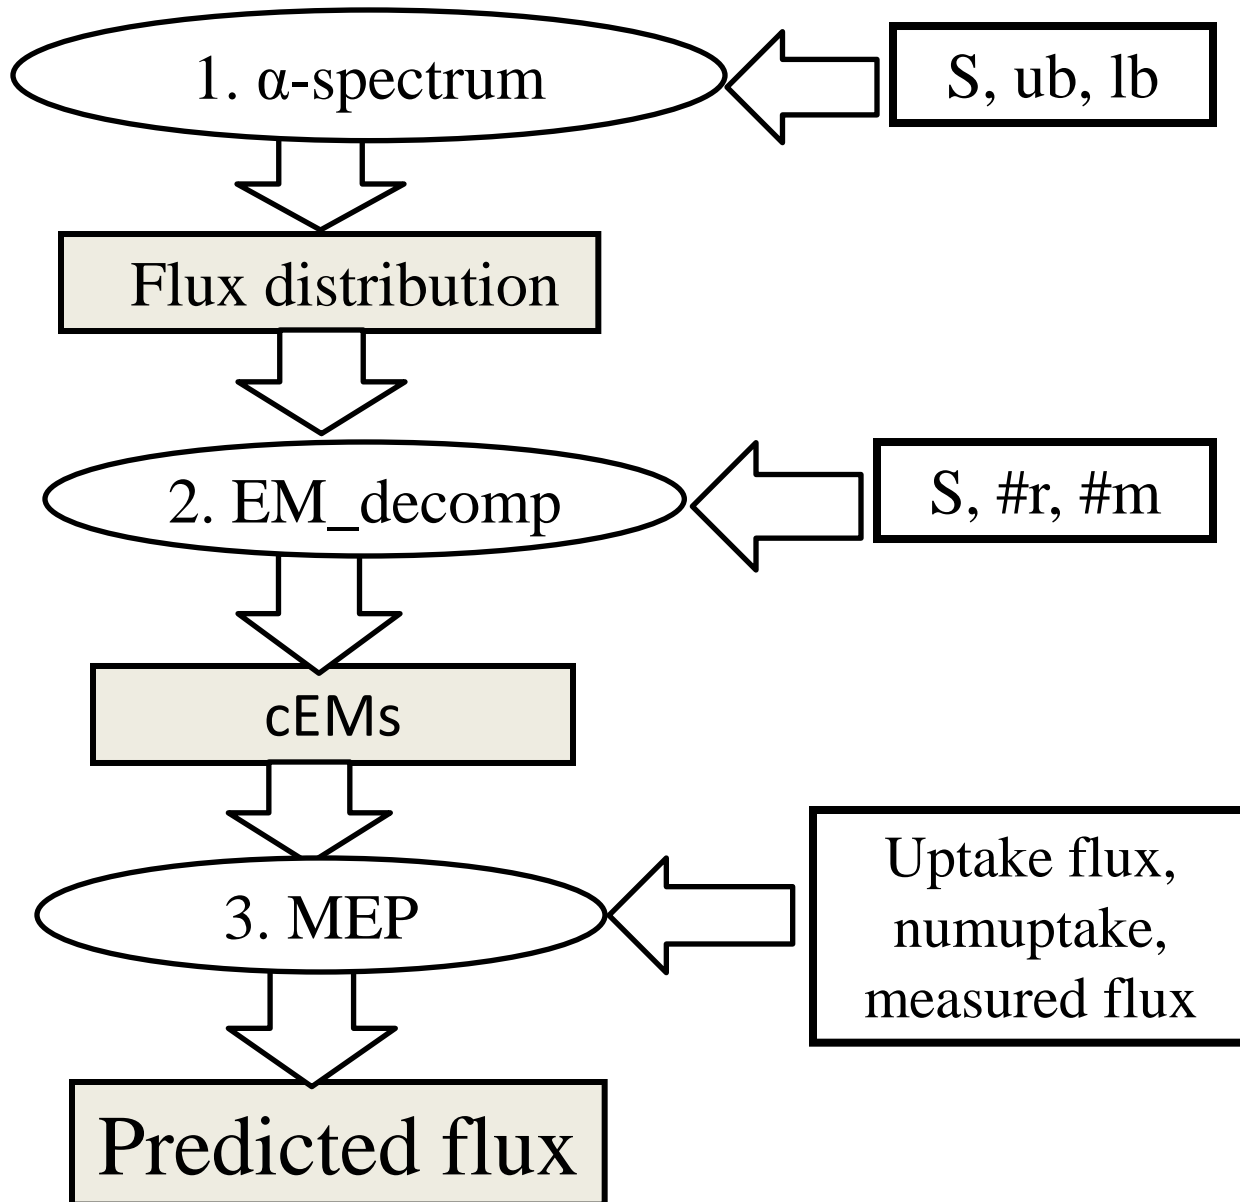 1. α-spectrum
S, ub, lb
Flux distribution
2. EM_decomp
S, #r, #m
cEMs
3. MEP
Uptake flux,
numuptake,
measured flux
Predicted flux